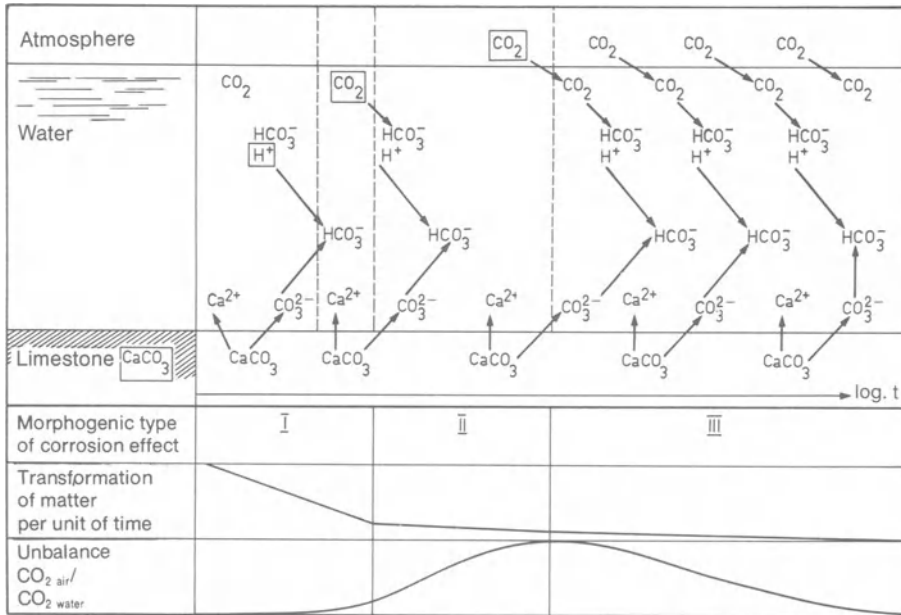 Atmosphere
CO₂ CO₂ CO₂ CO₂
CO₂ CO₂ CO₂ CO₂ CO₂ CO₂
Water
HCO₃⁻ HCO₃⁻ HCO₃⁻ HCO₃⁻ HCO₃⁻
H⁺ H⁺ H⁺ H⁺ H⁺
HCO₃⁻ HCO₃⁻ HCO₃⁻ HCO₃⁻ HCO₃⁻
Ca²⁺ CO₃²⁻ Ca²⁺ CO₃²⁻ Ca²⁺ CO₃²⁻ Ca²⁺ CO₃²⁻ Ca²⁺ CO₃²⁻
Limestone CaCO₃ CaCO₃ CaCO₃ CaCO₃ CaCO₃ CaCO₃
log. t
Morphogenic type
of corrosion effect
I II III
Transformation
of matter
per unit of time
Unbalance
CO₂ air/
CO₂ water